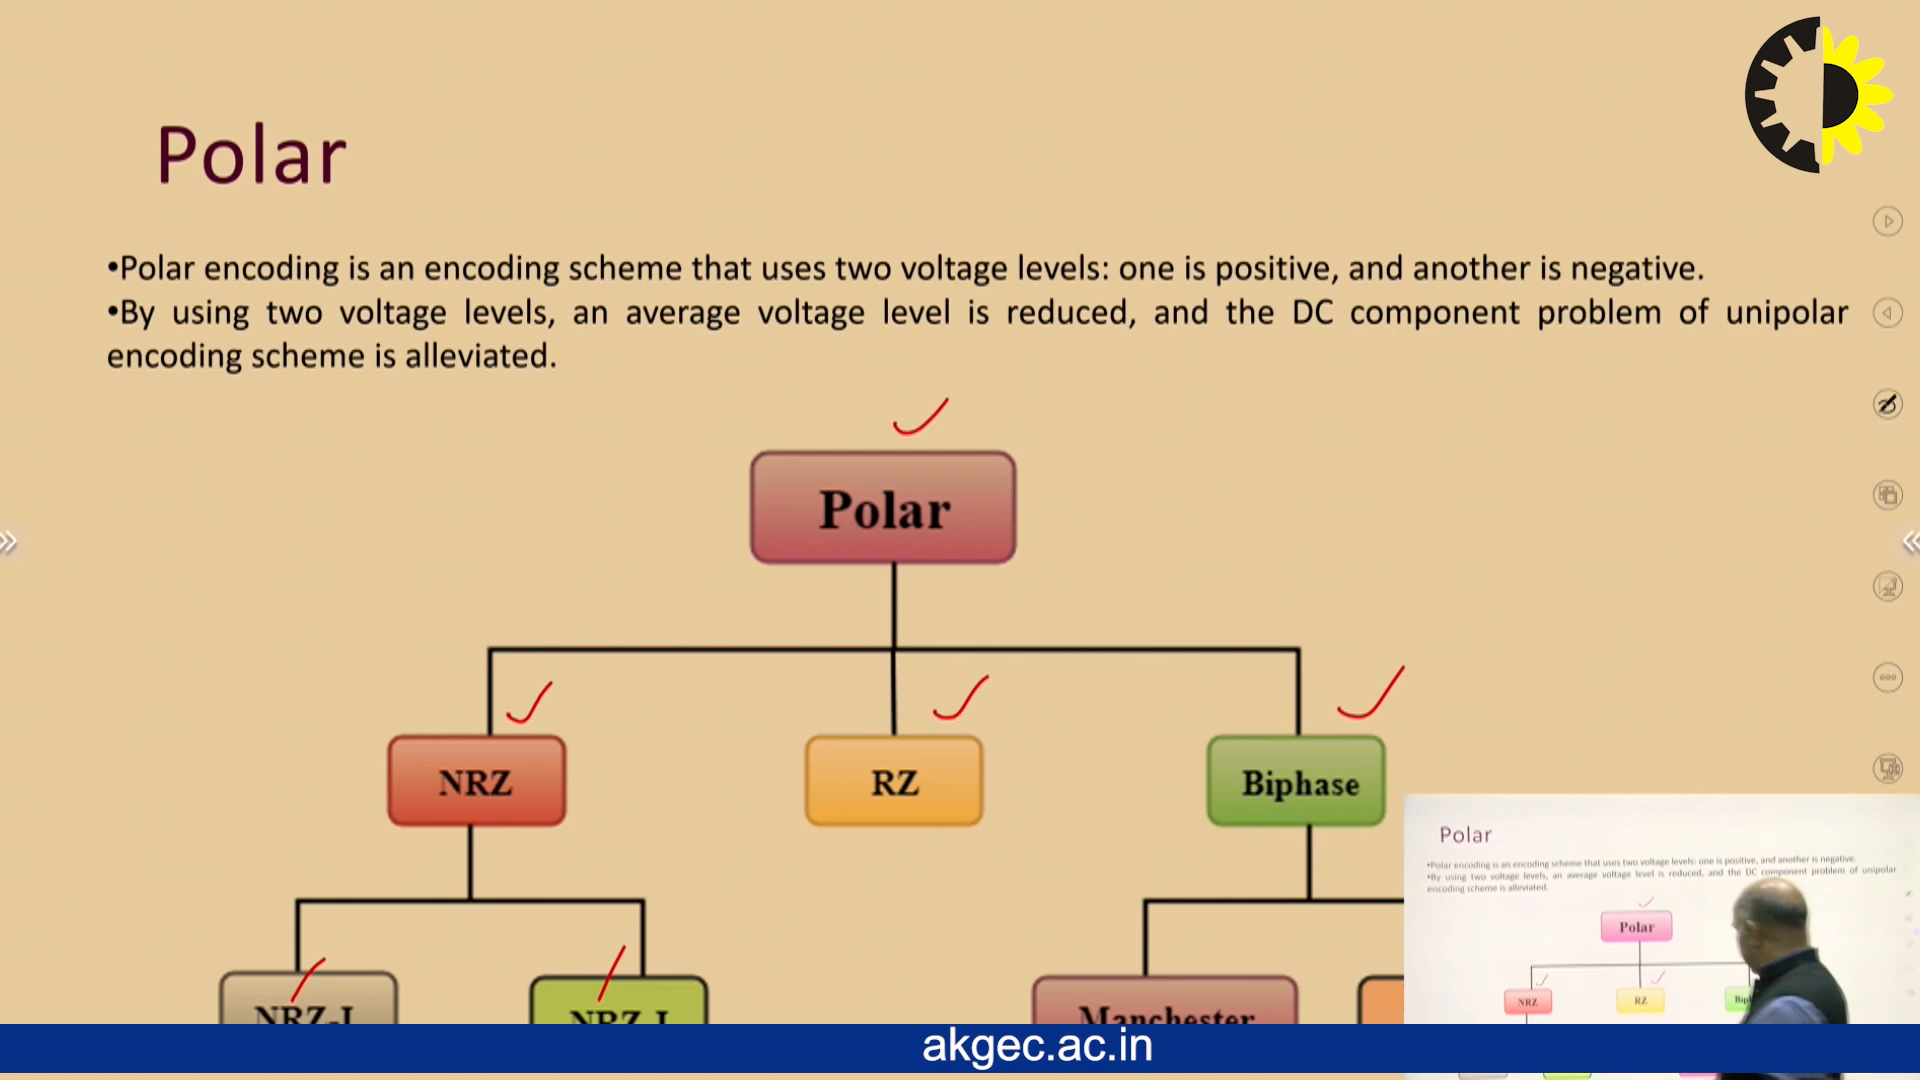 Polar
•Polar encoding is an encoding scheme that uses two voltage levels: one is positive, and another is negative.
•By using two voltage levels, an average voltage level is reduced, and the DC component problem of unipolar
encoding scheme is alleviated.
Polar
NRZ
RZ
Biphase
Manchester
Polar
•Polar encoding is an encoding scheme that uses two voltage levels: one is positive, and another is negative.
•By using two voltage levels, an average voltage level is reduced, and the DC component problem of unipolar
encoding scheme is alleviated.
Polar
NRZ
RZ
akgec.ac.in